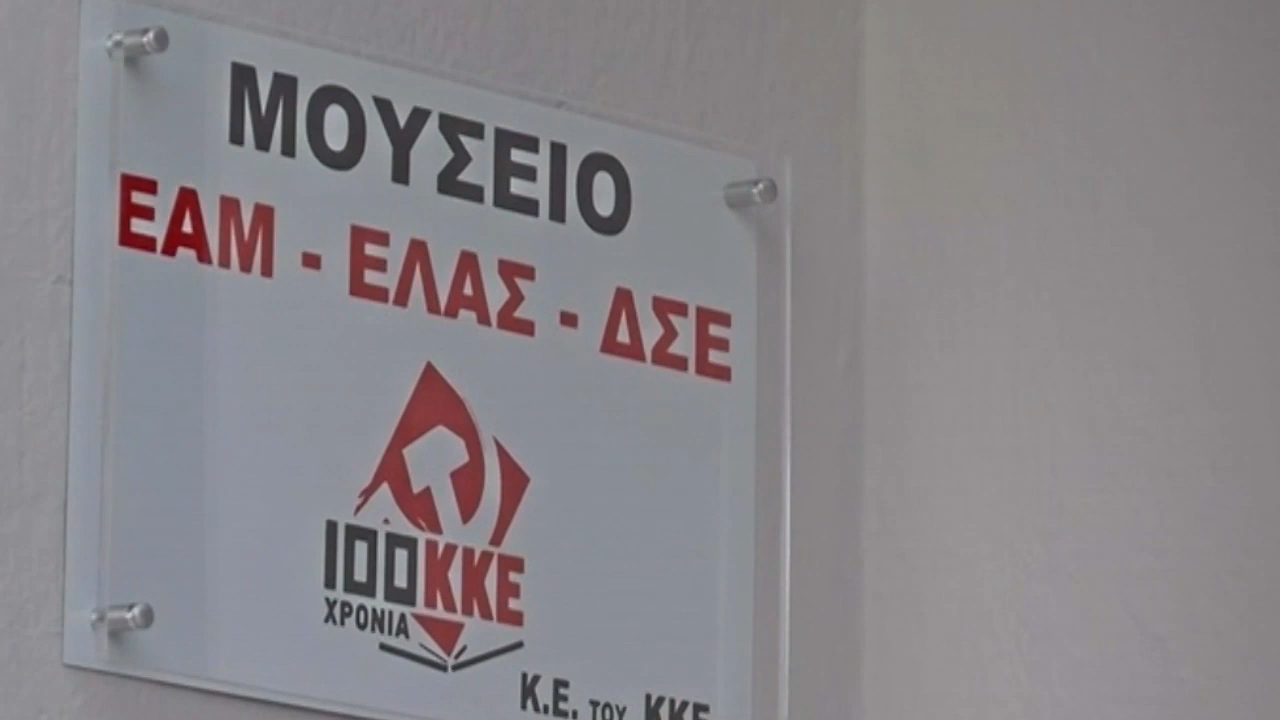 ΜΟΥΣΕΙΟ
ΕΑΜ - ΕΛΑΣ - ΔΣΕ
100 ΚΚΕ
ΧΡΟΝΙΑ
Κ.Ε. ΤΟΥ ΚΚΕ